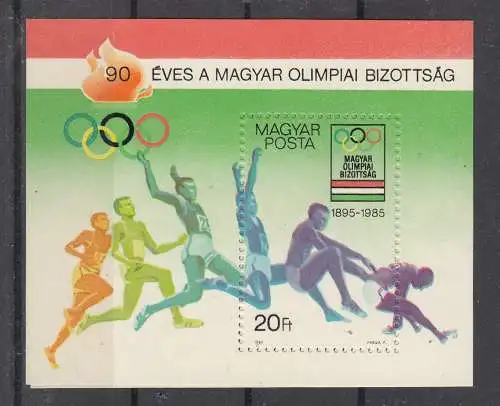 90 ÉVES A MAGYAR OLIMPIAI BIZOTTSÁG
MAGYAR
POSTA
MAGYAR
OLIMPIAI
BIZOTTSÁG
1895-1985
20Ft